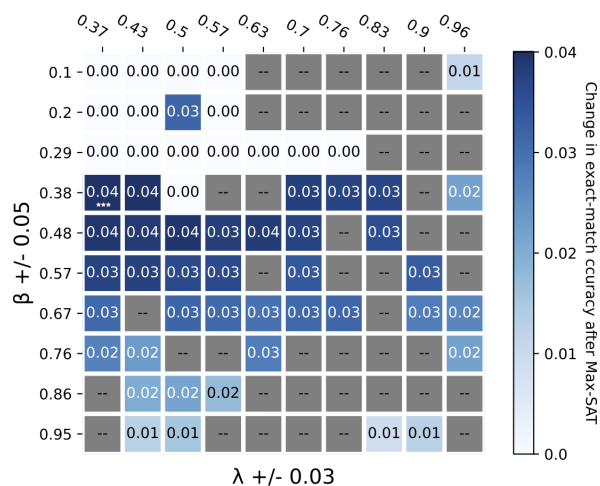 0.37 0.43 0.5 0.57 0.63 0.7 0.76 0.83 0.9 0.96
0.1 0.00 0.00 0.00 0.00 -- -- -- -- -- 0.01
0.2 0.00 0.00 0.03 0.00 -- -- -- -- -- --
0.29 0.00 0.00 0.00 0.00 0.00 0.00 0.00 -- -- --
0.38 0.04 0.04 0.00 -- -- 0.03 0.03 0.03 -- 0.02
***
0.48 0.04 0.04 0.04 0.03 0.04 0.03 -- 0.03 -- --
0.57 0.03 0.03 0.03 0.03 -- 0.03 -- -- 0.03 --
0.67 0.03 -- 0.03 0.03 0.03 0.03 0.03 -- 0.03 0.02
0.76 0.02 0.02 -- -- 0.03 -- -- -- -- 0.02
0.86 -- 0.02 0.02 0.02 -- -- -- -- -- --
0.95 -- 0.01 0.01 -- -- -- -- 0.01 0.01 --
β +/- 0.05
λ +/- 0.03
0.04
0.03
0.02
0.01
0.0
Change in exact-match ccuracy after Max-SAT